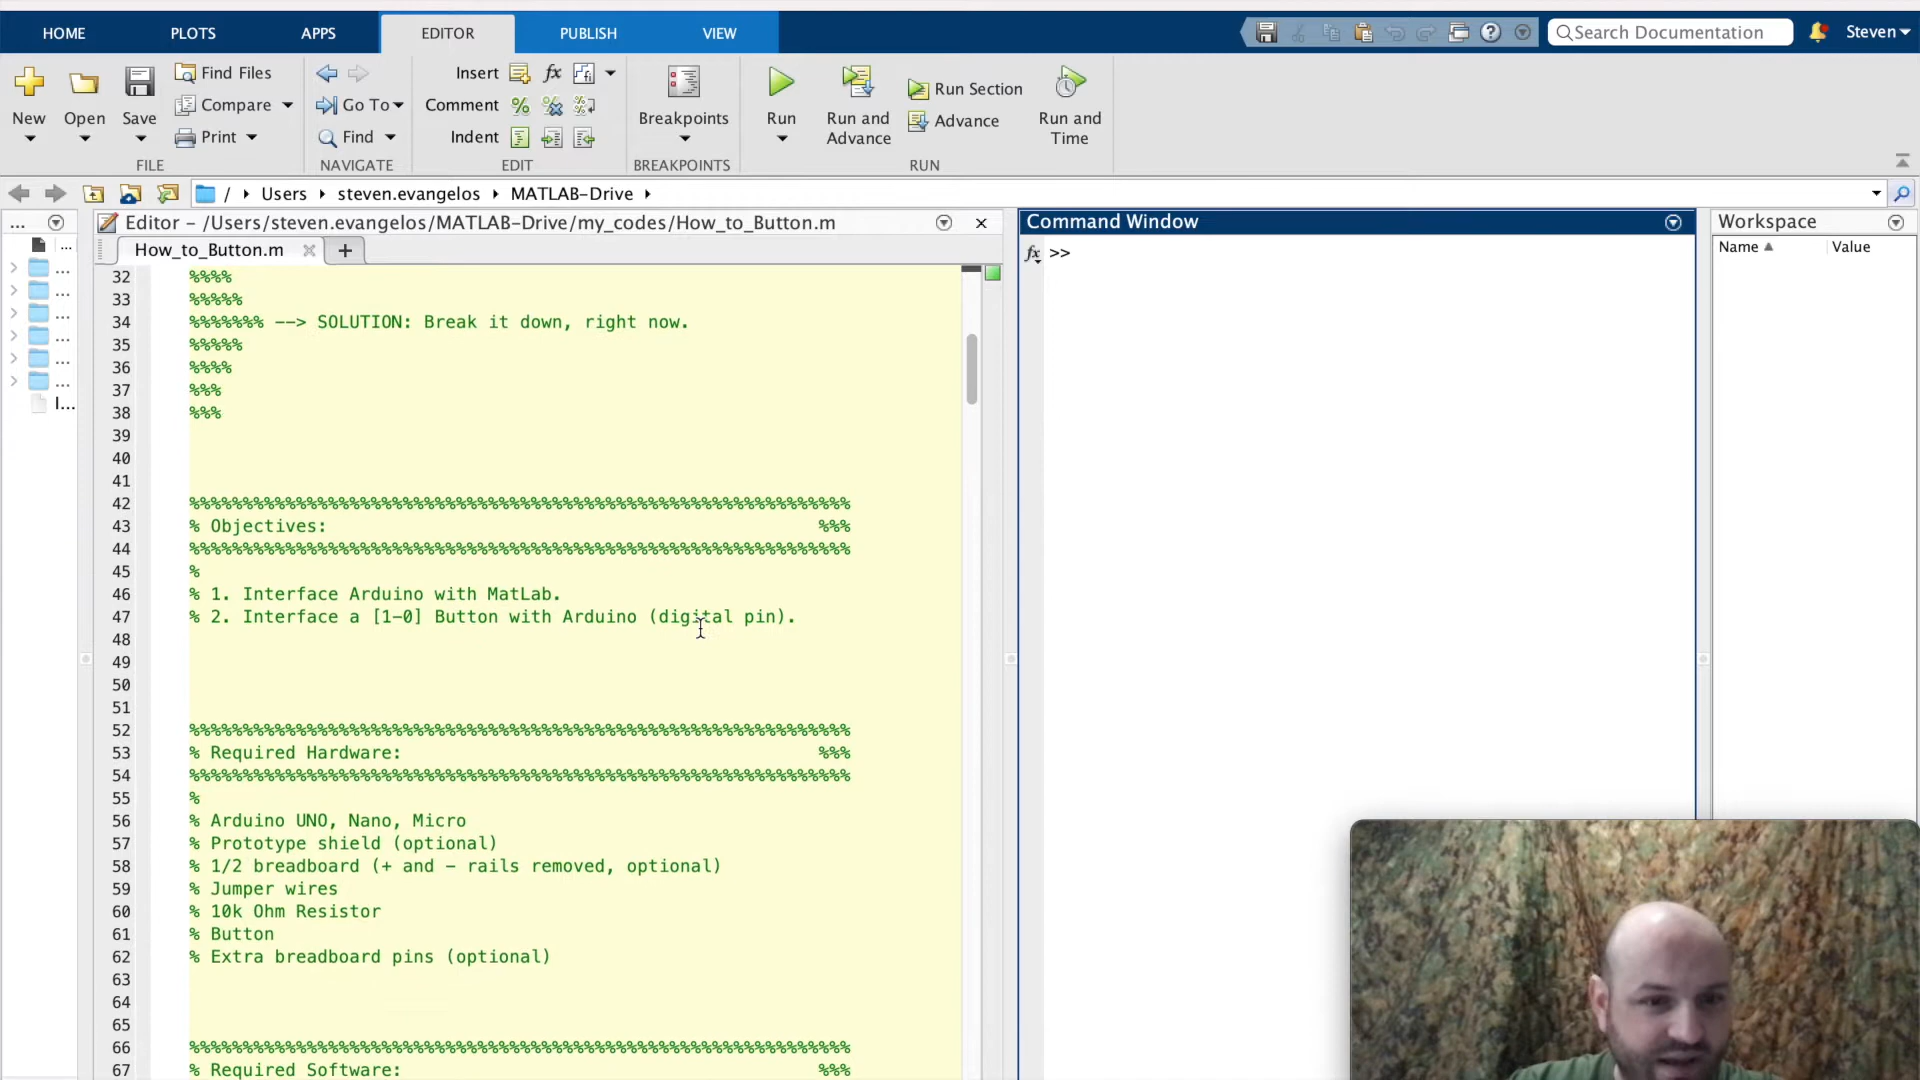 HOME PLOTS APPS EDITOR PUBLISH VIEW Search Documentation Steven
Find Files Insert fx Run Section
Compare Go To Comment Advance
New Open Save Print Find Indent Breakpoints Run Run and Advance Run and Time
FILE NAVIGATE EDIT BREAKPOINTS RUN
/ Users steven.evangelos MATLAB-Drive
... Editor - /Users/steven.evangelos/MATLAB-Drive/my_codes/How_to_Button.m × Command Window Workspace
How_to_Button.m × + fx >> Name Value
...
...
...
...
...
...
...
I...
32 %%%%
33 %%%%%
34 %%%%%%% --> SOLUTION: Break it down, right now.
35 %%%%%
36 %%%%
37 %%%
38 %%%
39
40
41
42 %%%%%%%%%%%%%%%%%%%%%%%%%%%%%%%%%%%%%%%%%%%%%%%%%%%%%%%%%%%%%%
43 % Objectives: %%%
44 %%%%%%%%%%%%%%%%%%%%%%%%%%%%%%%%%%%%%%%%%%%%%%%%%%%%%%%%%%%%%%
45 %
46 % 1. Interface Arduino with MatLab.
47 % 2. Interface a [1-0] Button with Arduino (digital pin).
48
49
50
51
52 %%%%%%%%%%%%%%%%%%%%%%%%%%%%%%%%%%%%%%%%%%%%%%%%%%%%%%%%%%%%%%
53 % Required Hardware: %%%
54 %%%%%%%%%%%%%%%%%%%%%%%%%%%%%%%%%%%%%%%%%%%%%%%%%%%%%%%%%%%%%%
55 %
56 % Arduino UNO, Nano, Micro
57 % Prototype shield (optional)
58 % 1/2 breadboard (+ and - rails removed, optional)
59 % Jumper wires
60 % 10k Ohm Resistor
61 % Button
62 % Extra breadboard pins (optional)
63
64
65
66 %%%%%%%%%%%%%%%%%%%%%%%%%%%%%%%%%%%%%%%%%%%%%%%%%%%%%%%%%%%%%%
67 % Required Software: %%%